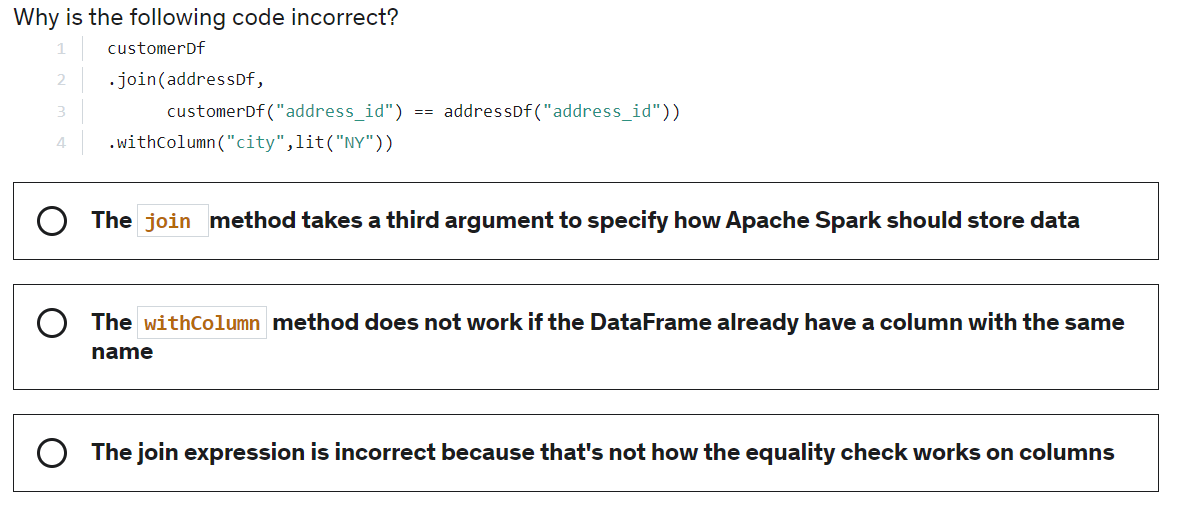 Why is the following code incorrect?
1 customerDf
2 .join(addressDf,
3 customerDf("address_id") == addressDf("address_id"))
4 .withColumn("city",lit("NY"))
The join method takes a third argument to specify how Apache Spark should store data
The withColumn method does not work if the DataFrame already have a column with the same
name
The join expression is incorrect because that's not how the equality check works on columns